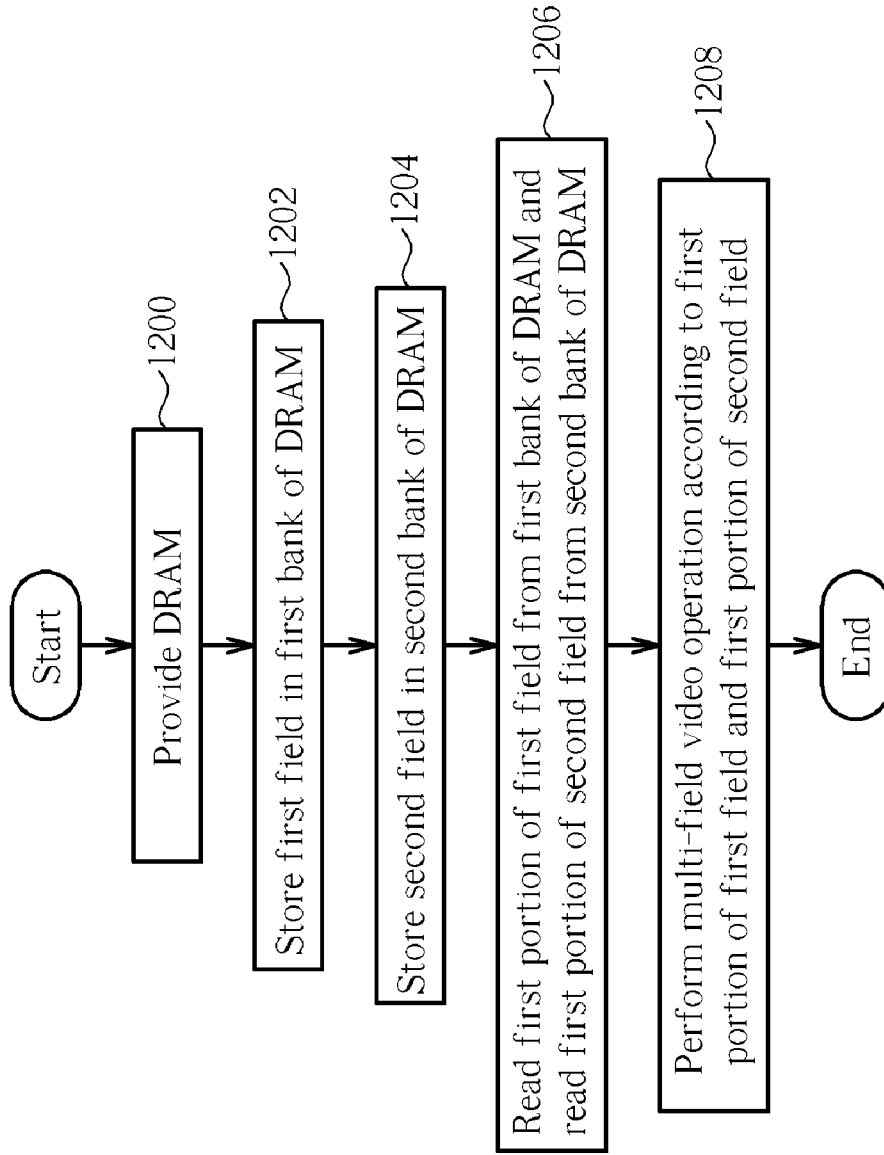 Start
Provide DRAM
1200
Store first field in first bank of DRAM
1202
Store second field in second bank of DRAM
1204
Read first portion of first field from first bank of DRAM and
read first portion of second field from second bank of DRAM
1206
Perform multi-field video operation according to first
portion of first field and first portion of second field
1208
End